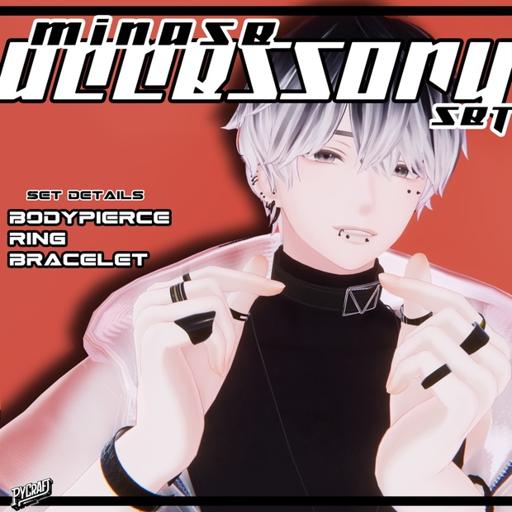 minase
accessory
set
SET DETAILS
BODYPIERCE
RING
BRACELET
PYCRAFT